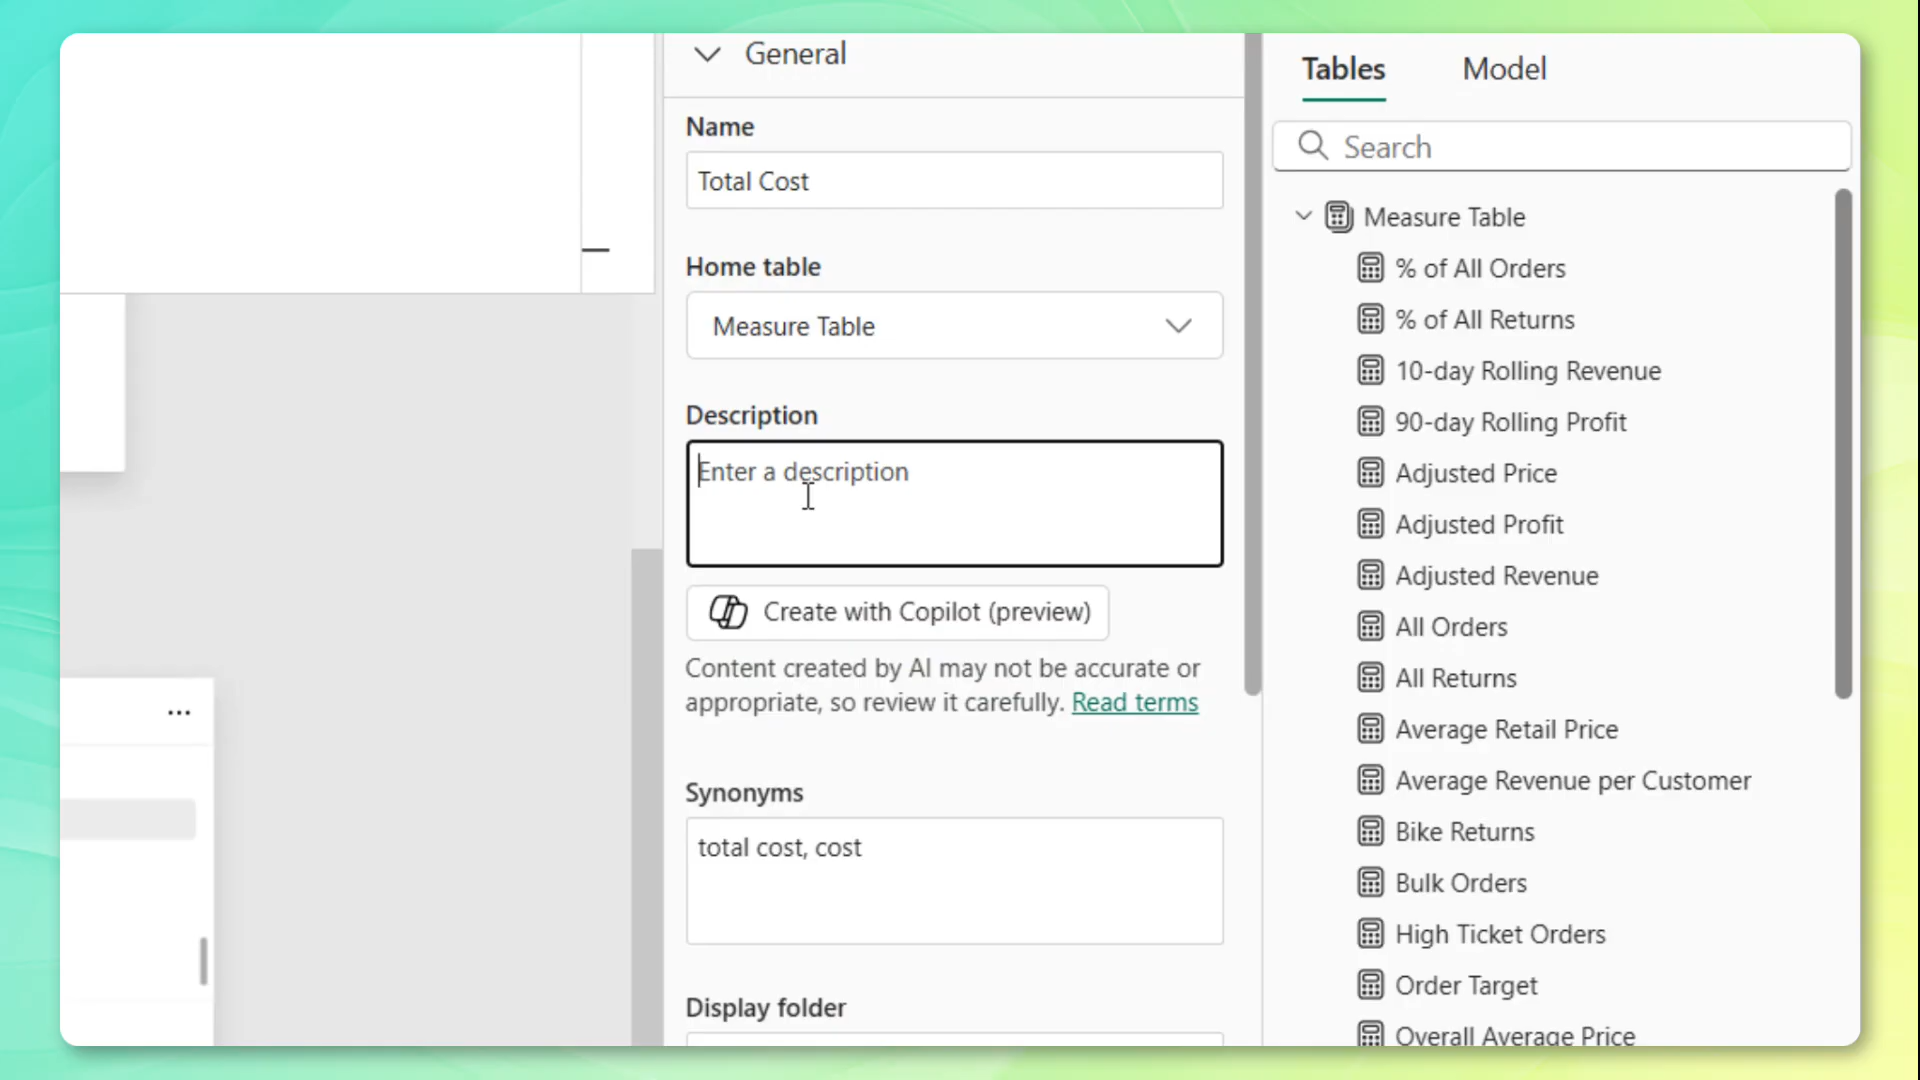 General
Name
Total Cost
Home table
Measure Table
Description
Enter a description
Create with Copilot (preview)
Content created by AI may not be accurate or
appropriate, so review it carefully. Read terms
Synonyms
total cost, cost
Display folder
Tables
Model
Search
Measure Table
% of All Orders
% of All Returns
10-day Rolling Revenue
90-day Rolling Profit
Adjusted Price
Adjusted Profit
Adjusted Revenue
All Orders
All Returns
Average Retail Price
Average Revenue per Customer
Bike Returns
Bulk Orders
High Ticket Orders
Order Target
Overall Average Price